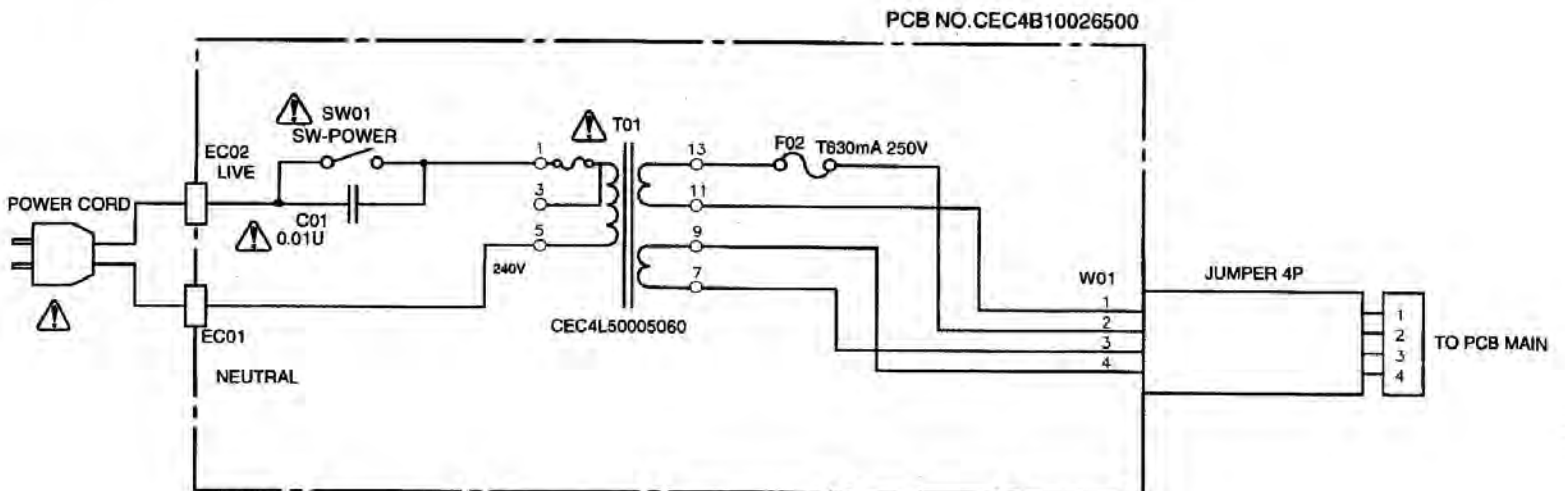 PCB NO.CEC4B10026500
SW01
SW-POWER
EC02
LIVE
POWER CORD
C01
0.01U
EC01
NEUTRAL
T01
1
3
5
240V
13
11
9
7
CEC4L50005060
F02 T630mA 250V
W01
1
2
3
4
JUMPER 4P
1
2
3
4
TO PCB MAIN